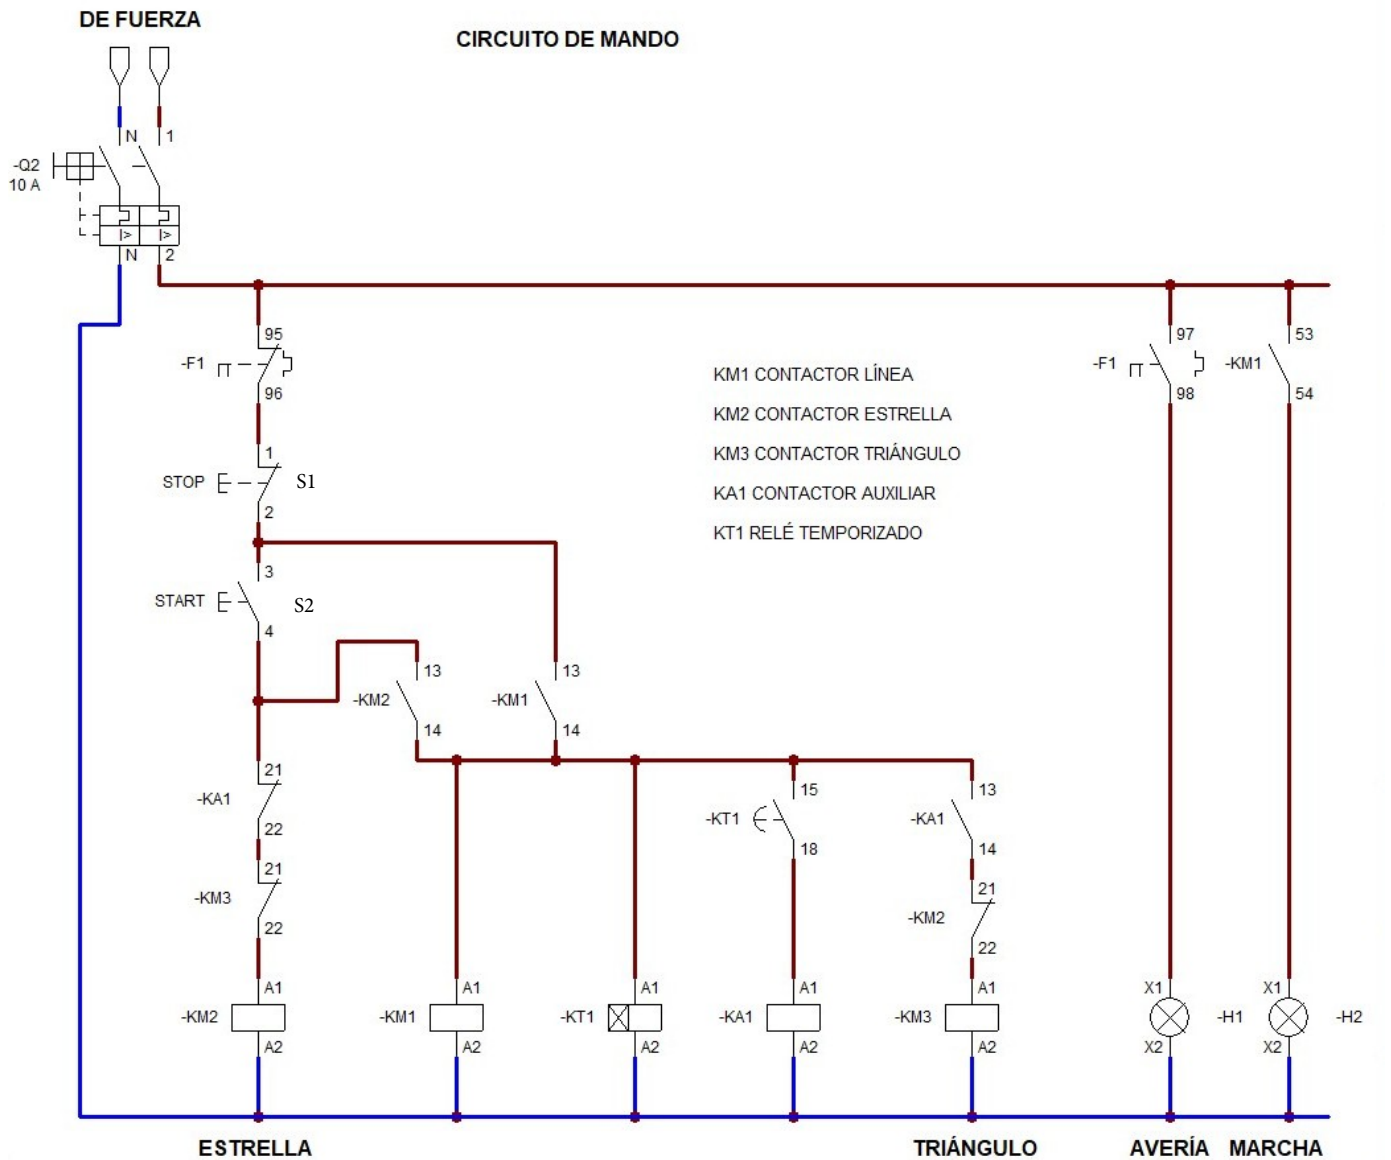 DE FUERZA
CIRCUITO DE MANDO
N 1
-Q2
10 A
I> I>
N 2
95 97 53
-F1 -F1 -KM1
96 98 54
KM1 CONTACTOR LÍNEA
KM2 CONTACTOR ESTRELLA
KM3 CONTACTOR TRIÁNGULO
KA1 CONTACTOR AUXILIAR
KT1 RELÉ TEMPORIZADO
1
STOP S1
2
3
START S2
4
13 13
-KM2 -KM1
14 14
21 15 13
-KA1 -KT1 -KA1
22 18 14
21 21
-KM3 -KM2
22 22
A1 A1 A1 A1 A1 X1 X1
-KM2 -KM1 -KT1 -KA1 -KM3 -H1 -H2
A2 A2 A2 A2 A2 X2 X2
ESTRELLA TRIÁNGULO AVERÍA MARCHA